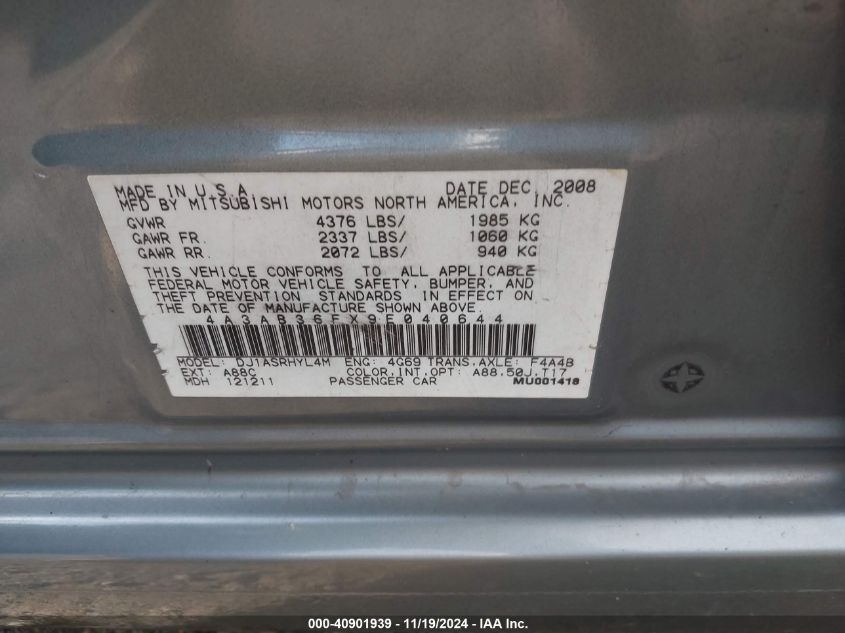 MADE IN U.S.A. DATE DEC. 2008
MFD BY MITSUBISHI MOTORS NORTH AMERICA, INC.
GVWR 4376 LBS/ 1985 KG
GAWR FR. 2337 LBS/ 1060 KG
GAWR RR. 2072 LBS/ 940 KG
THIS VEHICLE CONFORMS TO ALL APPLICABLE
FEDERAL MOTOR VEHICLE SAFETY, BUMPER, AND
THEFT PREVENTION STANDARDS IN EFFECT ON
THE DATE OF MANUFACTURE SHOWN ABOVE.
4A3AB36FX9E040644
MODEL: DJ1ASRHYL4M ENG: 4G69 TRANS.AXLE: F4A4B
EXT: A88C COLOR.INT.OPT: A88.50J.T17
MDH 121211 PASSENGER CAR MU001418
000-40901939 - 11/19/2024 - IAA Inc.